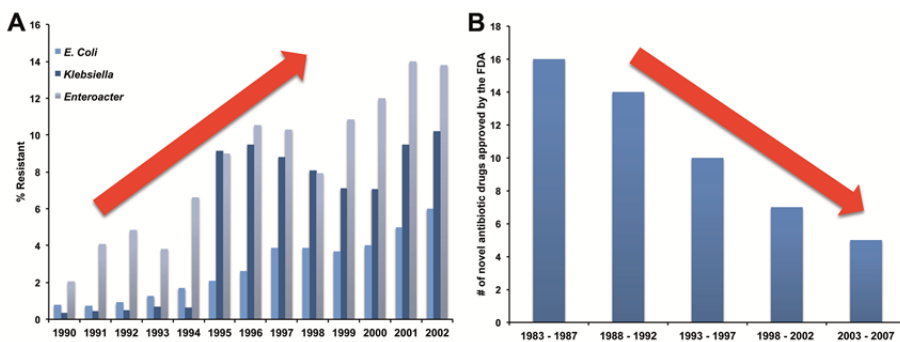 A
16
14
12
10
8
6
4
2
0
% Resistant
E. Coli
Klebsiella
Enteroacter
1990 1991 1992 1993 1994 1995 1996 1997 1998 1999 2000 2001 2002
B
18
16
14
12
10
8
6
4
2
0
# of novel antibiotic drugs approved by the FDA
1983 - 1987 1988 - 1992 1993 - 1997 1998 - 2002 2003 - 2007